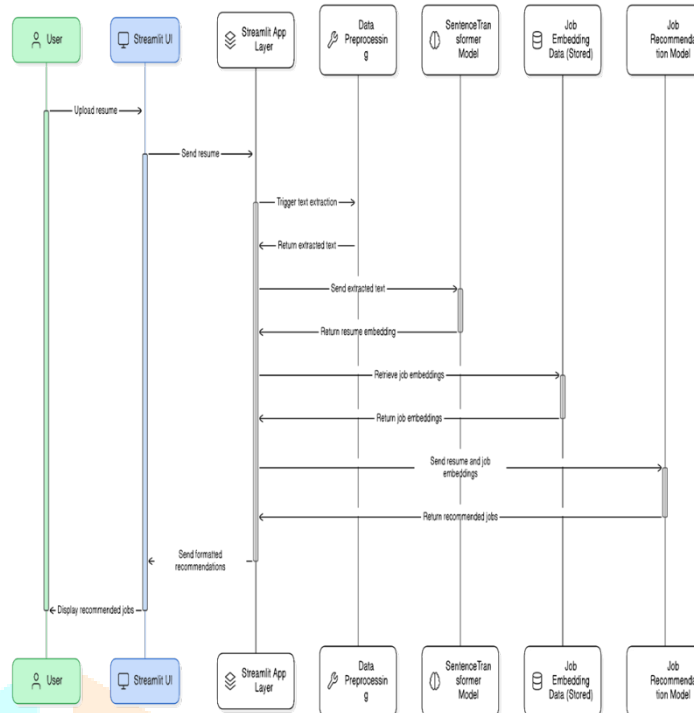 User
Streamlit UI
Streamlit App
Layer
Data
Preprocessin
g
SentenceTran
sformer
Model
Job
Embedding
Data (Stored)
Job
Recommenda
tion Model
Upload resume
Send resume
Trigger text extraction
Return extracted text
Send extracted text
Return resume embedding
Retrieve job embeddings
Return job embeddings
Send resume and job
embeddings
Return recommended jobs
Send formatted
recommendations
Display recommended jobs
User
Streamlit UI
Streamlit App
Layer
Data
Preprocessin
g
SentenceTran
sformer
Model
Job
Embedding
Data (Stored)
Job
Recommenda
tion Model